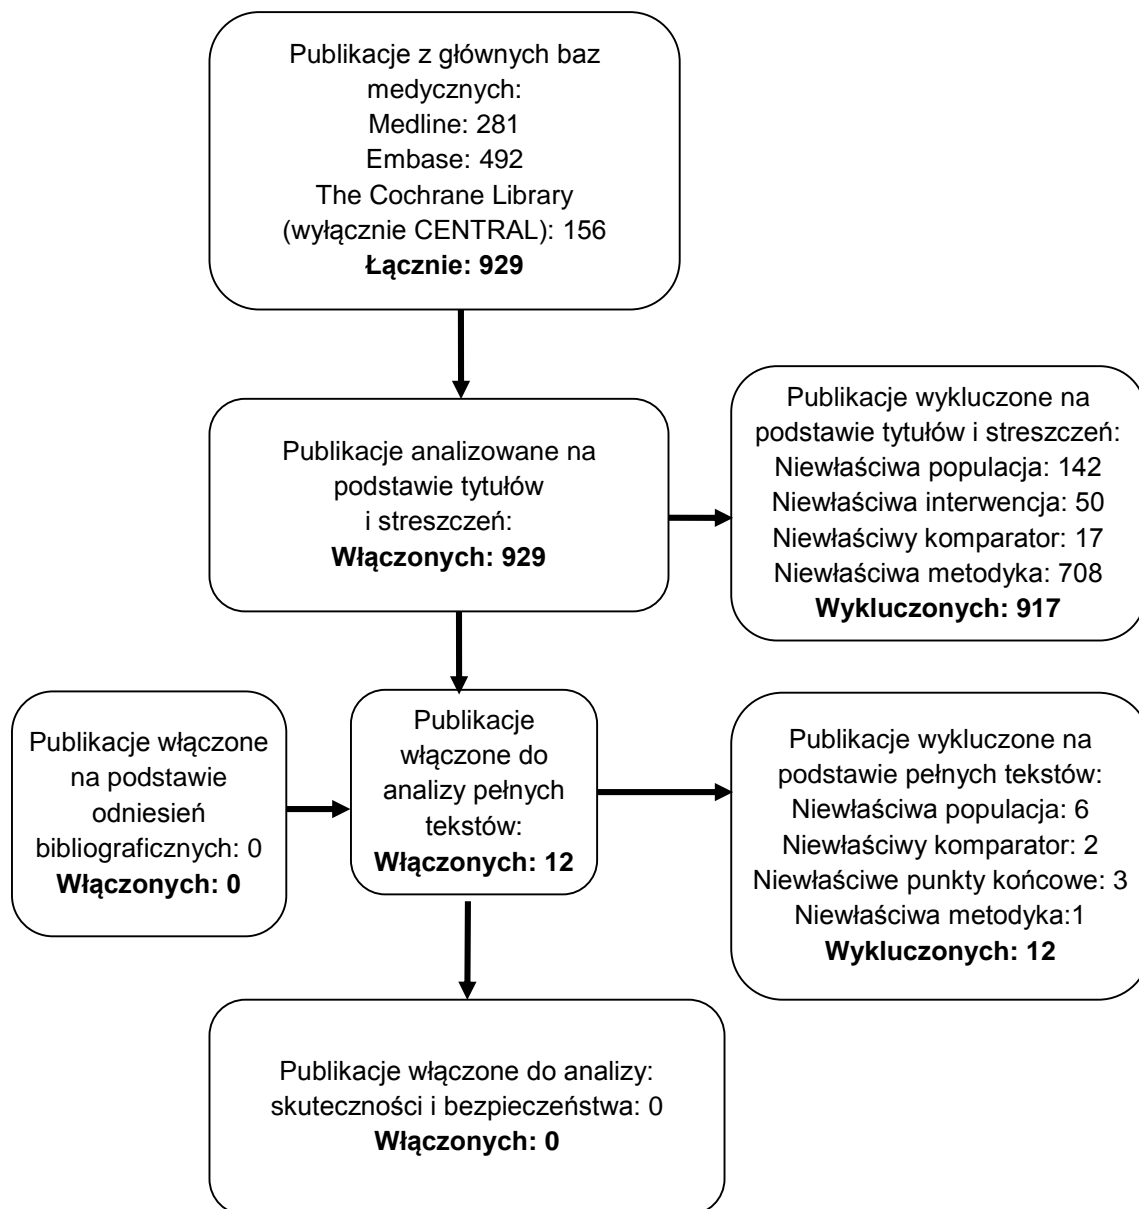 Publikacje z głównych baz
medycznych:
Medline: 281
Embase: 492
The Cochrane Library
(wyłącznie CENTRAL): 156
Łącznie: 929
Publikacje analizowane na
podstawie tytułów
i streszczeń:
Włączonych: 929
Publikacje wykluczone na
podstawie tytułów i streszczeń:
Niewłaściwa populacja: 142
Niewłaściwa interwencja: 50
Niewłaściwy komparator: 17
Niewłaściwa metodyka: 708
Wykluczonych: 917
Publikacje włączone
na podstawie
odniesień
bibliograficznych: 0
Włączonych: 0
Publikacje
włączone do
analizy pełnych
tekstów:
Włączonych: 12
Publikacje wykluczone na
podstawie pełnych tekstów:
Niewłaściwa populacja: 6
Niewłaściwy komparator: 2
Niewłaściwe punkty końcowe: 3
Niewłaściwa metodyka:1
Wykluczonych: 12
Publikacje włączone do analizy:
skuteczności i bezpieczeństwa: 0
Włączonych: 0